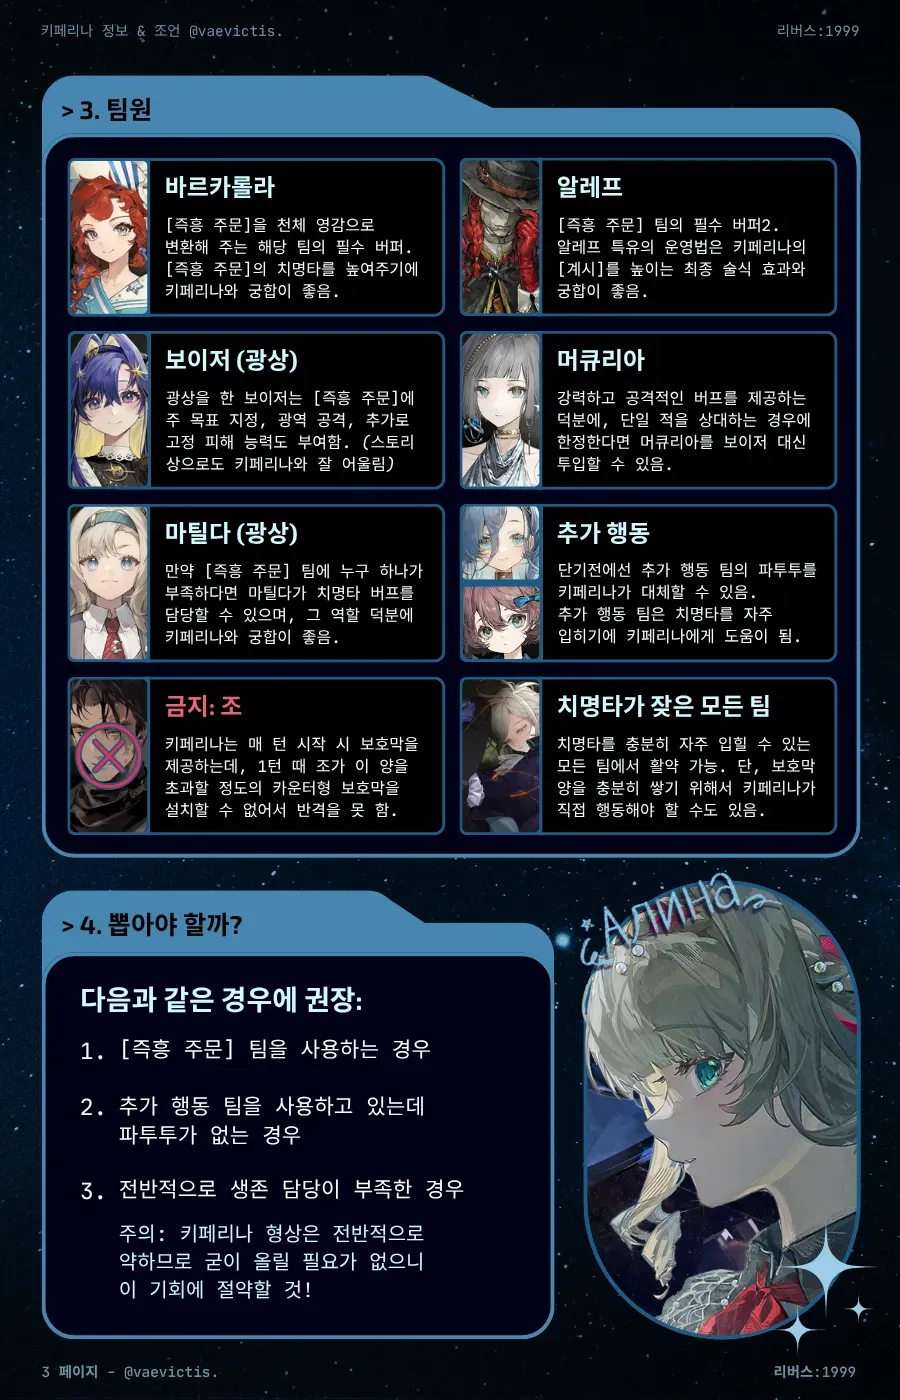 키페리나 정보 & 조언 @vaevictis.
리버스:1999
> 3. 팀원
바르카롤라
[즉흥 주문]을 천체 영감으로
변환해 주는 해당 팀의 필수 버퍼.
[즉흥 주문]의 치명타를 높여주기에
키페리나와 궁합이 좋음.
알레프
[즉흥 주문] 팀의 필수 버퍼2.
알레프 특유의 운영법은 키페리나의
[계시]를 높이는 최종 술식 효과와
궁합이 좋음.
보이저 (광상)
광상을 한 보이저는 [즉흥 주문]에
주 목표 지정, 광역 공격, 추가로
고정 피해 능력도 부여함. (스토리
상으로도 키페리나와 잘 어울림)
머큐리아
강력하고 공격적인 버프를 제공하는
덕분에, 단일 적을 상대하는 경우에
한정한다면 머큐리아를 보이저 대신
투입할 수 있음.
마틸다 (광상)
만약 [즉흥 주문] 팀에 누구 하나가
부족하다면 마틸다가 치명타 버프를
담당할 수 있으며, 그 역할 덕분에
키페리나와 궁합이 좋음.
추가 행동
단기전에선 추가 행동 팀의 파투투를
키페리나가 대체할 수 있음.
추가 행동 팀은 치명타를 자주
입히기에 키페리나에게 도움이 됨.
금지: 조
키페리나는 매 턴 시작 시 보호막을
제공하는데, 1턴 때 조가 이 양을
초과할 정도의 카운터형 보호막을
설치할 수 없어서 반격을 못 함.
치명타가 잦은 모든 팀
치명타를 충분히 자주 입힐 수 있는
모든 팀에서 활약 가능. 단, 보호막
양을 충분히 쌓기 위해서 키페리나가
직접 행동해야 할 수도 있음.
> 4. 뽑아야 할까?
다음과 같은 경우에 권장:
1. [즉흥 주문] 팀을 사용하는 경우
2. 추가 행동 팀을 사용하고 있는데
파투투가 없는 경우
3. 전반적으로 생존 담당이 부족한 경우
주의: 키페리나 형상은 전반적으로
약하므로 굳이 올릴 필요가 없으니
이 기회에 절약할 것!
АЛИНА
3 페이지 - @vaevictis.
리버스:1999